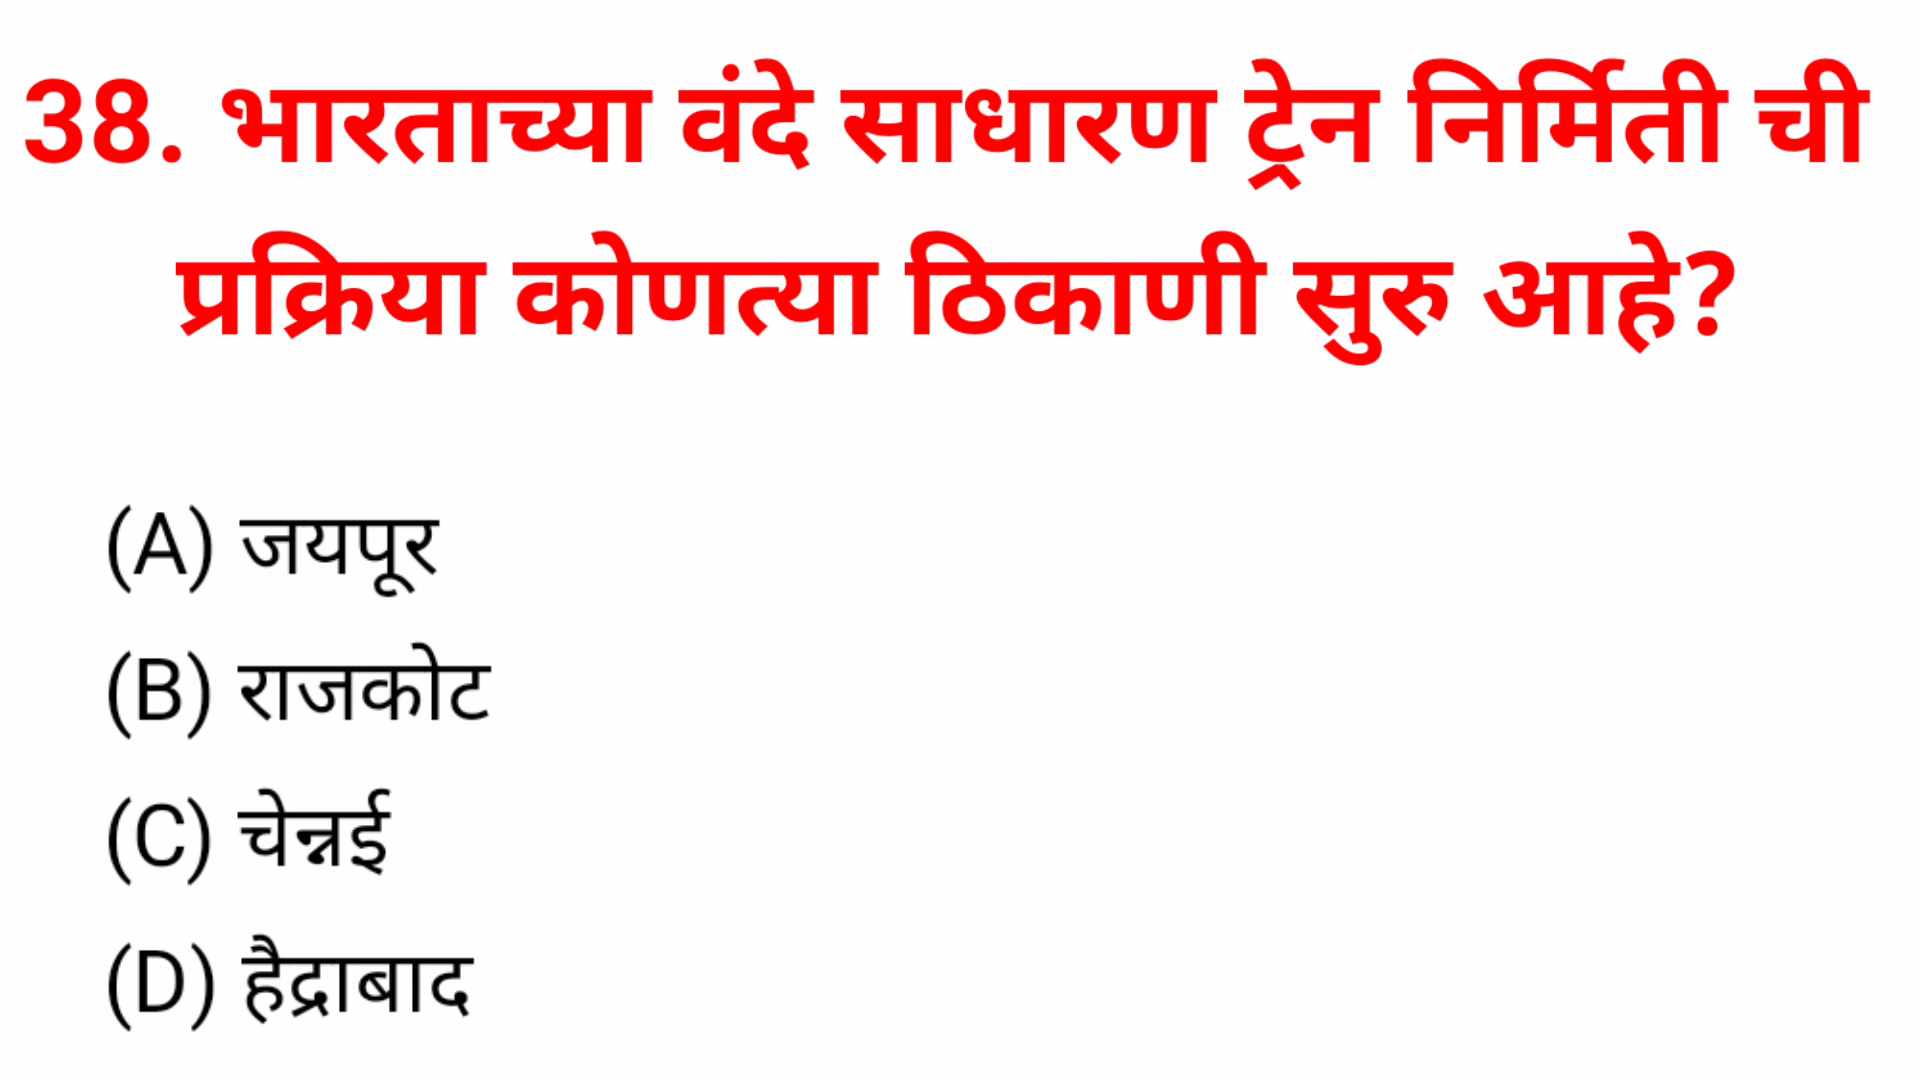 38. भारताच्या वंदे साधारण ट्रेन निर्मिती ची
प्रक्रिया कोणत्या ठिकाणी सुरु आहे?
(A) जयपूर
(B) राजकोट
(C) चेन्नई
(D) हैद्राबाद